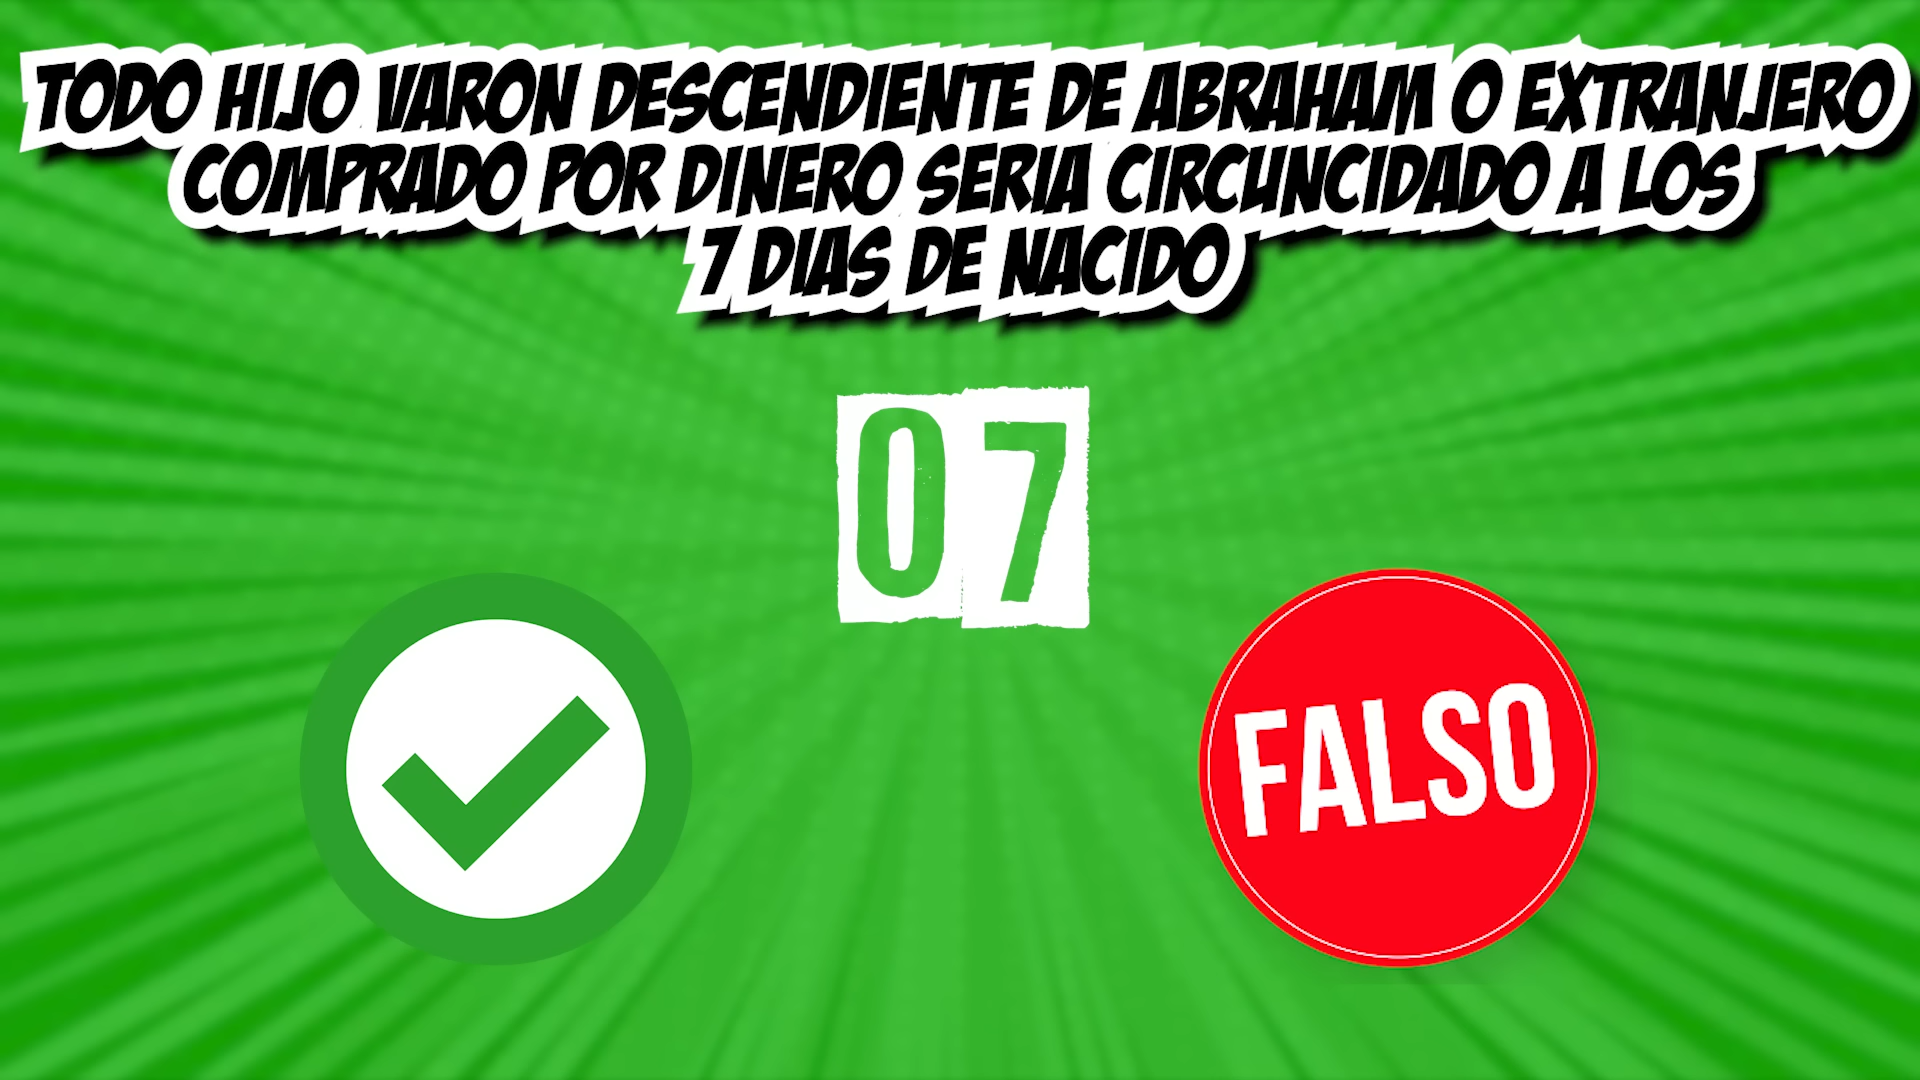 TODO HIJO VARON DESCENDIENTE DE ABRAHAM O EXTRANJERO
COMPRADO POR DINERO SERIA CIRCUNCIDADO A LOS
7 DIAS DE NACIDO
07
FALSO